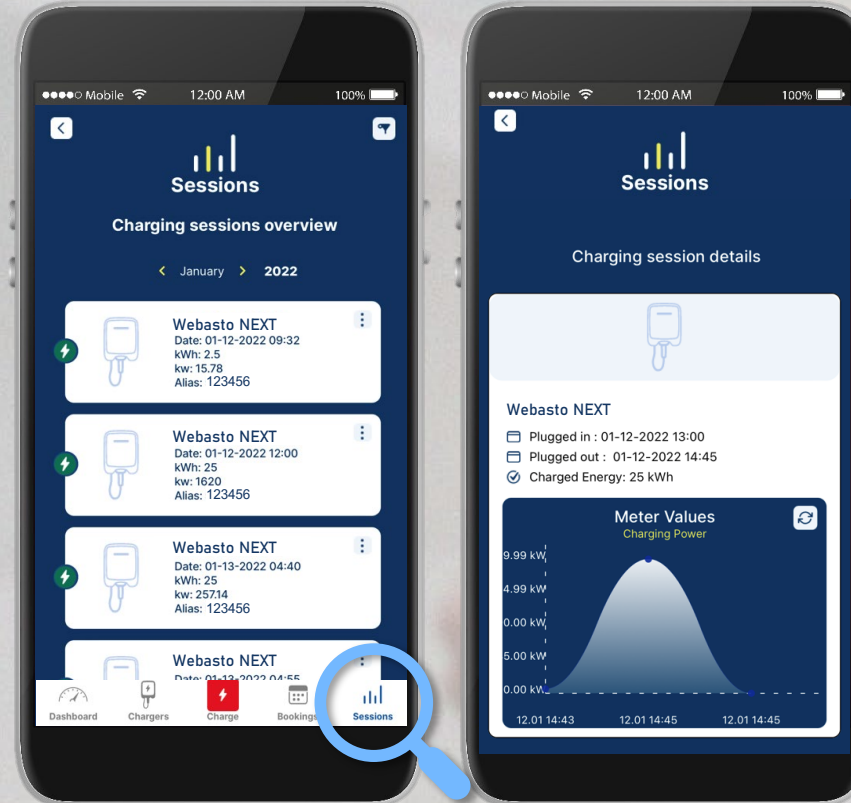 Mobile 12:00 AM 100%
Sessions
Charging sessions overview
January 2022
Webasto NEXT
Date: 01-12-2022 09:32
kWh: 2.5
kw: 15.78
Alias: 123456
Webasto NEXT
Date: 01-12-2022 12:00
kWh: 25
kw: 1620
Alias: 123456
Webasto NEXT
Date: 01-13-2022 04:40
kWh: 25
kw: 257.14
Alias: 123456
Webasto NEXT
Date: 01-13-2022 04:55
Dashboard Chargers Charge Bookings Sessions
Mobile 12:00 AM 100%
Sessions
Charging session details
Webasto NEXT
Plugged in : 01-12-2022 13:00
Plugged out : 01-12-2022 14:45
Charged Energy: 25 kWh
Meter Values
Charging Power
9.99 kW
4.99 kW
0.00 kW
5.00 kW
0.00 kW
12.01 14:43 12.01 14:45 12.01 14:45